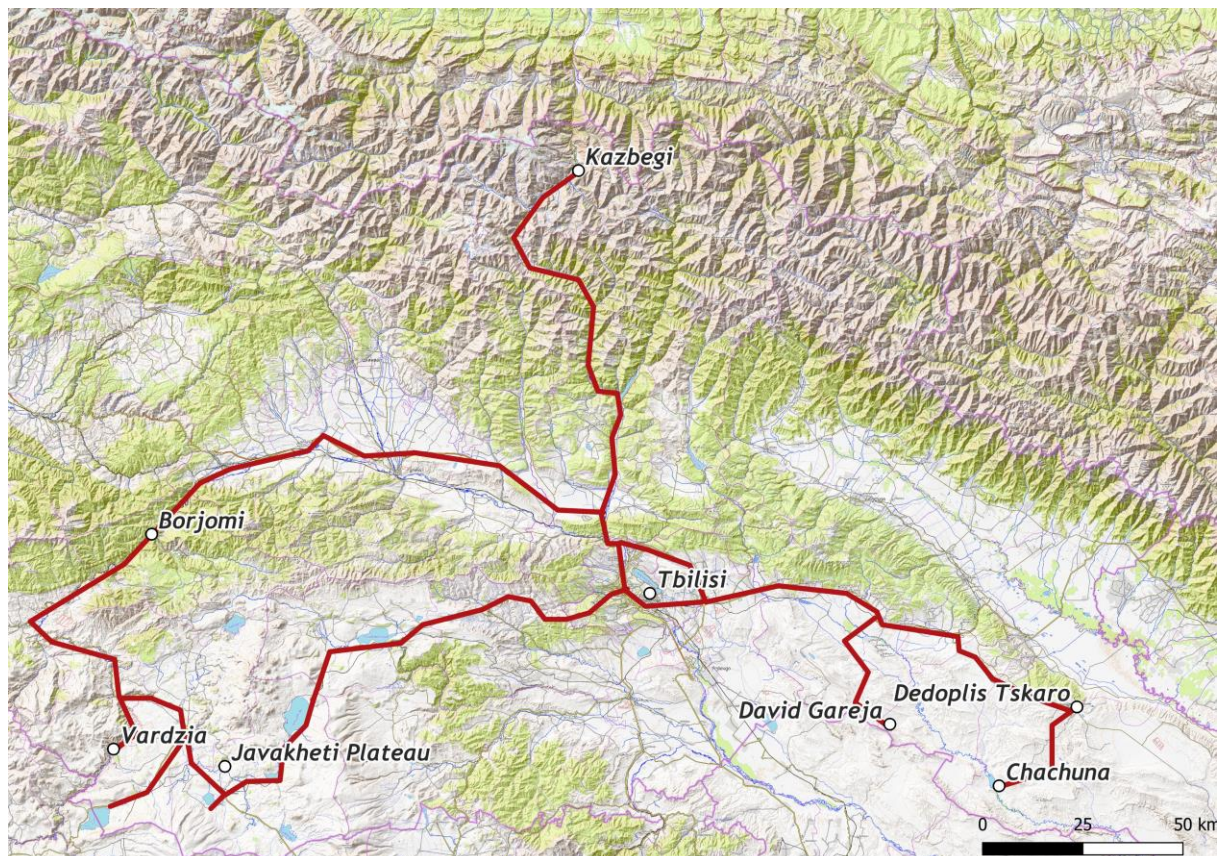 Kazbegi
Borjomi
Tbilisi
Dedoplis Tskaro
David Gareja
Vardzia
Javakheti Plateau
Chachuna
0 25 50 km